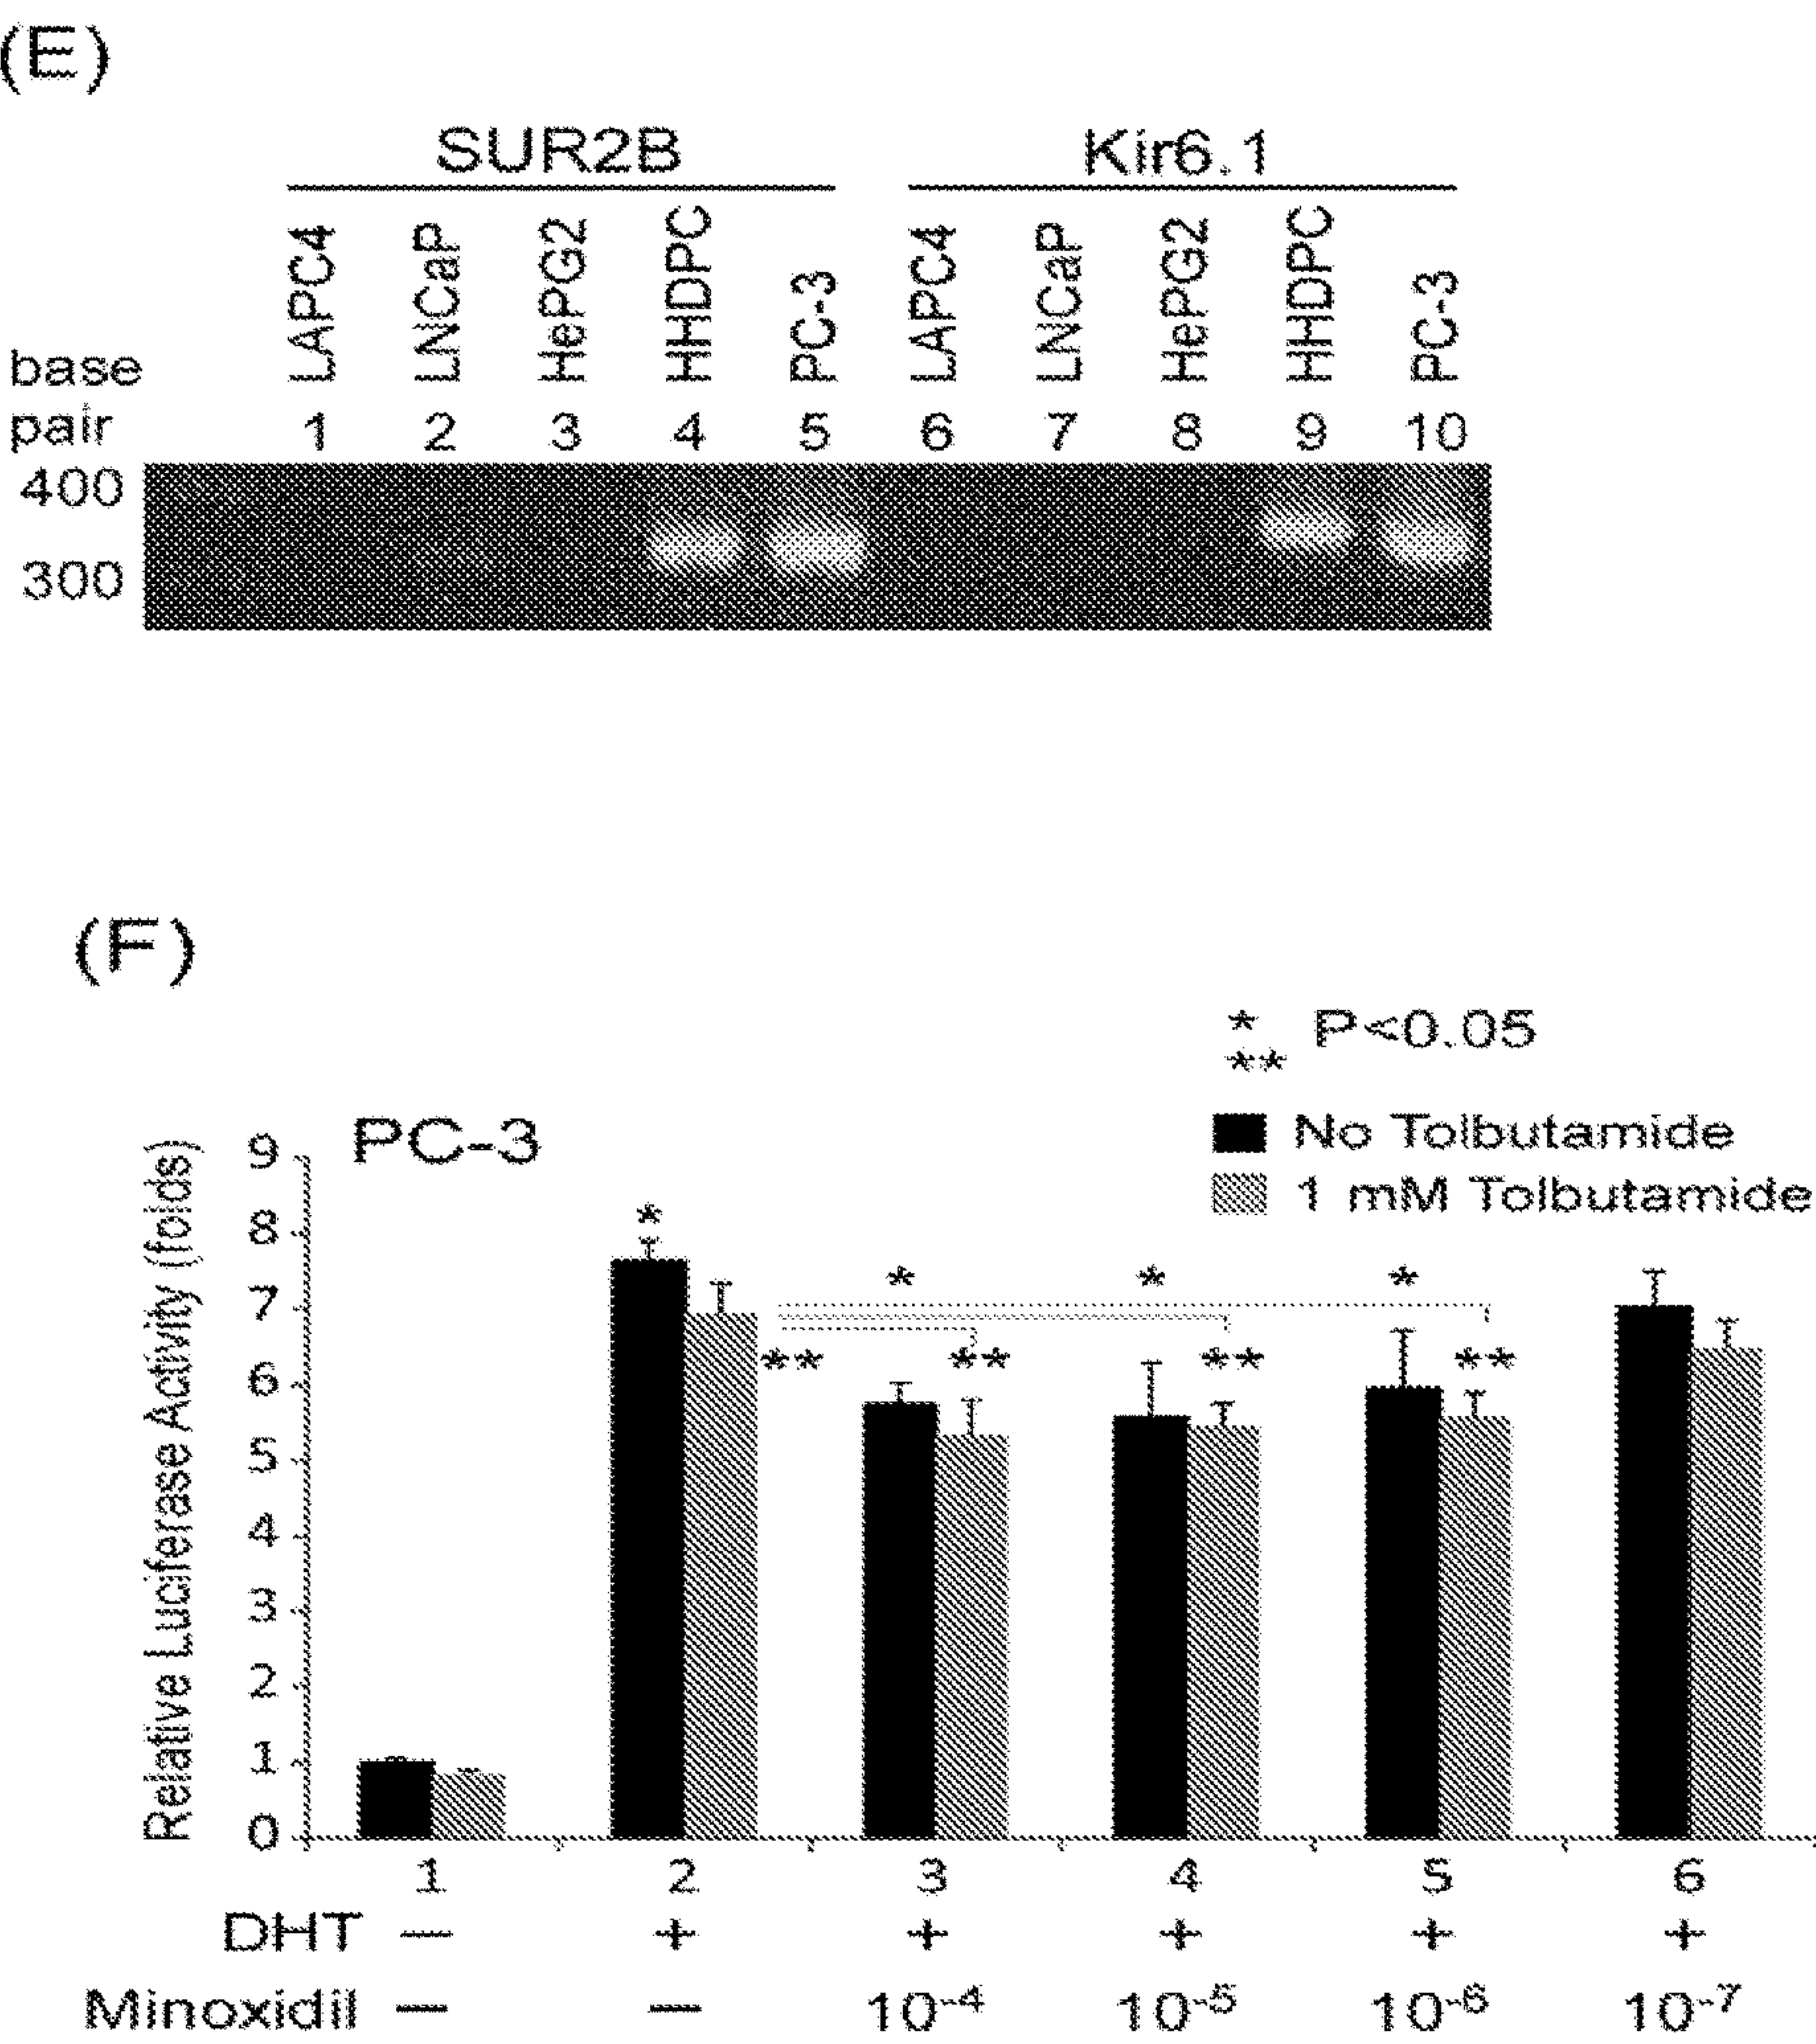 (E)
SUR2B Kir6.1
LAPC4 LNCaP HePG2 HHDPC PC-3 LAPC4 LNCaP HePG2 HHDPC PC-3
base
pair 1 2 3 4 5 6 7 8 9 10
400
300
(F)
* P<0.05
**
PC-3
No Tolbutamide
1 mM Tolbutamide
Relative Luciferase Activity (folds)
9
8
7
6
5
4
3
2
1
0
* * * *
** ** ** **
1 2 3 4 5 6
DHT — + + + + +
Minoxidil — — 10⁻⁴ 10⁻⁵ 10⁻⁶ 10⁻⁷